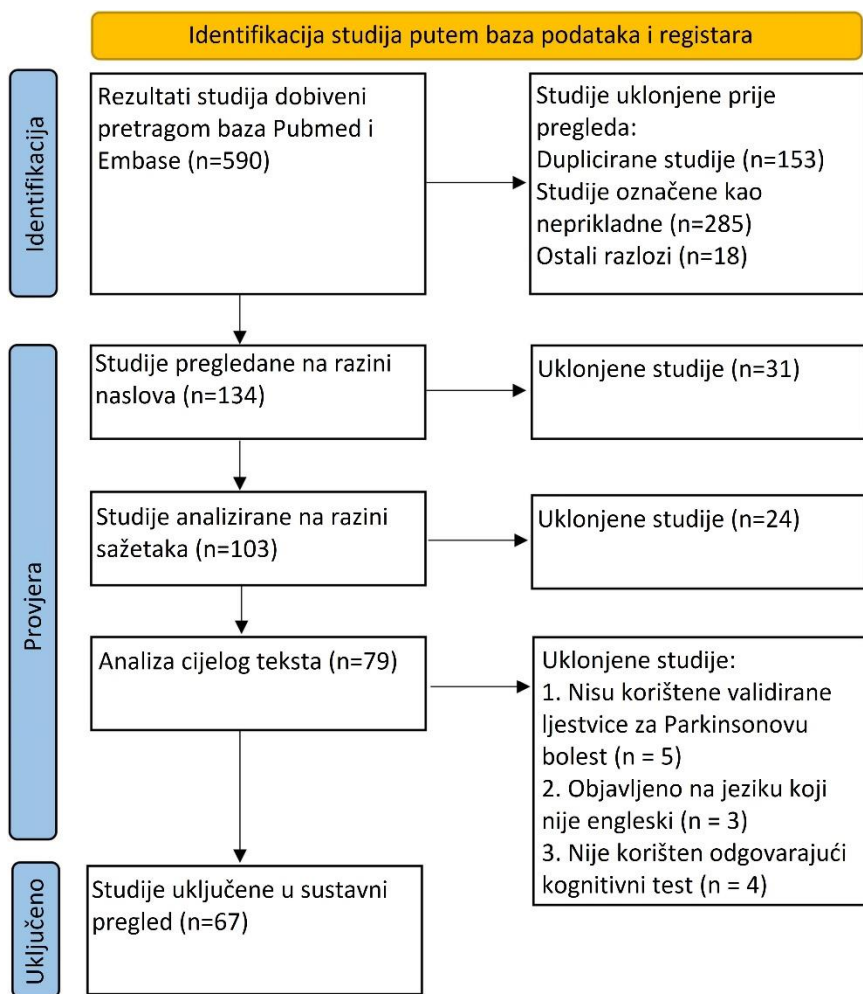 Identifikacija studija putem baza podataka i registara
Identifikacija
Rezultati studija dobiveni
pretragom baza Pubmed i
Embase (n=590)
Studije uklonjene prije
pregleda:
Duplicirane studije (n=153)
Studije označene kao
neprikladne (n=285)
Ostali razlozi (n=18)
Provjera
Studije pregledane na razini
naslova (n=134)
Uklonjene studije (n=31)
Studije analizirane na razini
sažetaka (n=103)
Uklonjene studije (n=24)
Analiza cijelog teksta (n=79)
Uklonjene studije:
1. Nisu korištene validirane
ljestvice za Parkinsonovu
bolest (n = 5)
2. Objavljeno na jeziku koji
nije engleski (n = 3)
3. Nije korišten odgovarajući
kognitivni test (n = 4)
Uključeno
Studije uključene u sustavni
pregled (n=67)